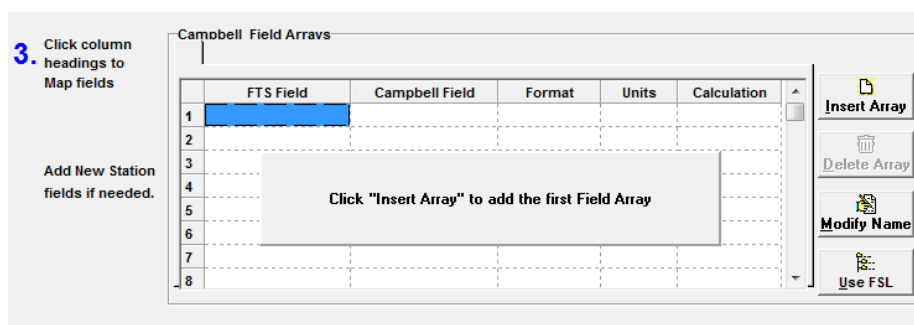 3. Click column
headings to
Map fields
Add New Station
fields if needed.
Campbell Field Arrays
FTS Field Campbell Field Format Units Calculation
1
2
3
4
5
6
7
8
Click "Insert Array" to add the first Field Array
Insert Array
Delete Array
Modify Name
Use FSL